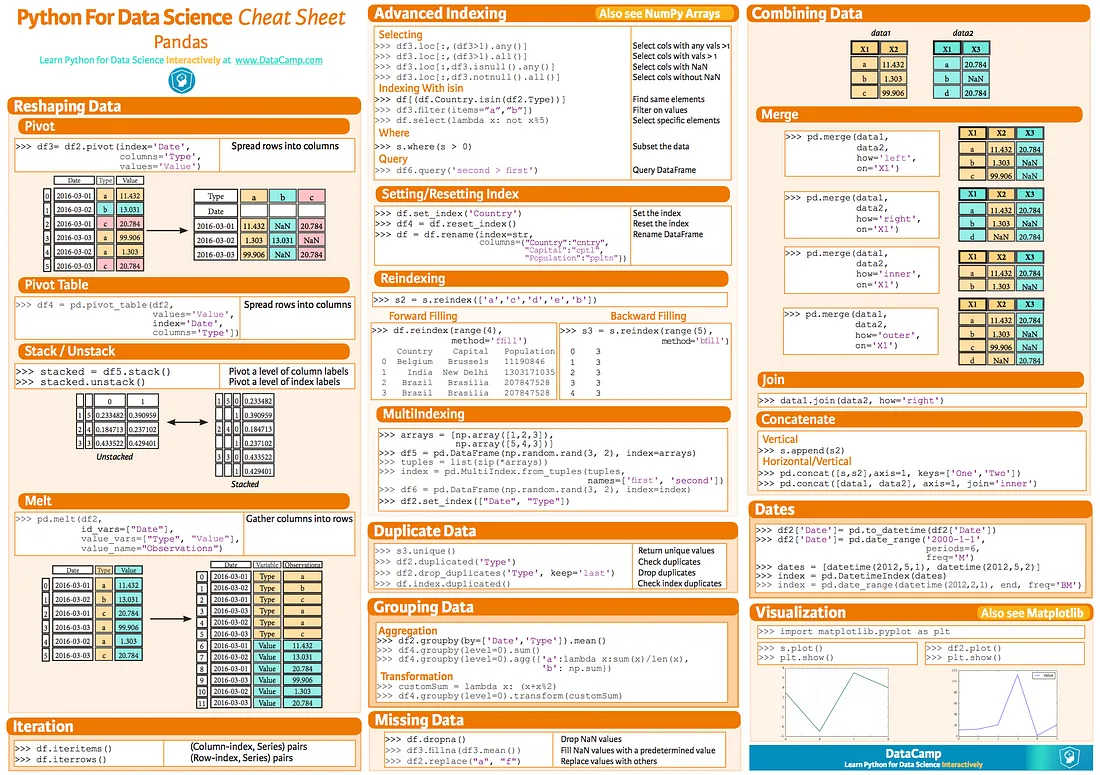 Python For Data Science Cheat Sheet
Pandas
Learn Python for Data Science Interactively at www.DataCamp.com
Reshaping Data
Pivot
>>> df3= df2.pivot(index='Date',
columns='Type',
values='Value')
Spread rows into columns
Date Type Value
0 2016-03-01 a 11.432
1 2016-03-02 b 13.031
2 2016-03-01 c 20.784
3 2016-03-03 a 99.906
4 2016-03-02 a 1.303
5 2016-03-03 c 20.784
Type a b c
Date
2016-03-01 11.432 NaN 20.784
2016-03-02 1.303 13.031 NaN
2016-03-03 99.906 NaN 20.784
Pivot Table
>>> df4 = pd.pivot_table(df2,
values='Value',
index='Date',
columns='Type'])
Spread rows into columns
Stack / Unstack
>>> stacked = df5.stack()
Pivot a level of column labels
>>> stacked.unstack()
Pivot a level of index labels
0 1
1 5 0.233482 0.390959
2 4 0.184713 0.237102
3 3 0.433522 0.429401
Unstacked
1 5 0 0.233482
1 0.390959
2 4 0 0.184713
1 0.237102
3 3 0 0.433522
1 0.429401
Stacked
Melt
>>> pd.melt(df2,
id_vars=["Date"],
value_vars=["Type", "Value"],
value_name="Observations")
Gather columns into rows
Date Type Value
0 2016-03-01 a 11.432
1 2016-03-02 b 13.031
2 2016-03-01 c 20.784
3 2016-03-03 a 99.906
4 2016-03-02 a 1.303
5 2016-03-03 c 20.784
Date Variable Observations
0 2016-03-01 Type a
1 2016-03-02 Type b
2 2016-03-01 Type c
3 2016-03-03 Type a
4 2016-03-02 Type a
5 2016-03-03 Type c
6 2016-03-01 Value 11.432
7 2016-03-02 Value 13.031
8 2016-03-01 Value 20.784
9 2016-03-03 Value 99.906
10 2016-03-02 Value 1.303
11 2016-03-03 Value 20.784
Iteration
>>> df.iteritems()
(Column-index, Series) pairs
>>> df.iterrows()
(Row-index, Series) pairs
Advanced Indexing
Also see NumPy Arrays
Selecting
>>> df3.loc[:,(df3>1).any()]
Select cols with any vals >1
>>> df3.loc[:,(df3>1).all()]
Select cols with vals > 1
>>> df3.loc[:,df3.isnull().any()]
Select cols with NaN
>>> df3.loc[:,df3.notnull().all()]
Select cols without NaN
Indexing With isin
>>> df[(df.Country.isin(df2.Type))]
Find same elements
>>> df3.filter(items="a","b"])
Filter on values
>>> df.select(lambda x: not x%5)
Select specific elements
Where
>>> s.where(s > 0)
Subset the data
Query
>>> df6.query('second > first')
Query DataFrame
Setting/Resetting Index
>>> df.set_index('Country')
Set the index
>>> df4 = df.reset_index()
Reset the index
>>> df = df.rename(index=str,
Rename DataFrame
columns={"Country":"cntry",
"Capital":"cptl",
"Population":"ppltn"})
Reindexing
>>> s2 = s.reindex(['a','c','d','e','b'])
Forward Filling
>>> df.reindex(range(4),
method='ffill')
Country Capital Population
0 Belgium Brussels 11190846
1 India New Delhi 1303171035
2 Brazil Brasilia 207847528
3 Brazil Brasilia 207847528
Backward Filling
>>> s3 = s.reindex(range(5),
method='bfill')
0 3
1 3
2 3
3 3
4 3
MultiIndexing
>>> arrays = [np.array([1,2,3]),
np.array([5,4,3])]
>>> df5 = pd.DataFrame(np.random.rand(3, 2), index=arrays)
>>> tuples = list(zip(*arrays))
>>> index = pd.MultiIndex.from_tuples(tuples,
names=['first', 'second'])
>>> df6 = pd.DataFrame(np.random.rand(3, 2), index=index)
>>> df2.set_index(["Date", "Type"])
Duplicate Data
>>> s3.unique()
Return unique values
>>> df2.duplicated('Type')
Check duplicates
>>> df2.drop_duplicates('Type', keep='last')
Drop duplicates
>>> df.index.duplicated()
Check index duplicates
Grouping Data
Aggregation
>>> df2.groupby(by=['Date','Type']).mean()
>>> df4.groupby(level=0).sum()
>>> df4.groupby(level=0).agg({'a':lambda x:sum(x)/len(x),
'b': np.sum})
Transformation
>>> customSum = lambda x: (x+x%2)
>>> df4.groupby(level=0).transform(customSum)
Missing Data
>>> df.dropna()
Drop NaN values
>>> df3.fillna(df3.mean())
Fill NaN values with a predetermined value
>>> df2.replace("a", "f")
Replace values with others
Combining Data
data1
X1 X2
a 11.432
b 1.303
c 99.906
data2
X1 X3
a 20.784
b NaN
d 20.784
Merge
>>> pd.merge(data1,
data2,
how='left',
on='X1')
X1 X2 X3
a 11.432 20.784
b 1.303 NaN
c 99.906 NaN
>>> pd.merge(data1,
data2,
how='right',
on='X1')
X1 X2 X3
a 11.432 20.784
b 1.303 NaN
d NaN 20.784
>>> pd.merge(data1,
data2,
how='inner',
on='X1')
X1 X2 X3
a 11.432 20.784
b 1.303 NaN
>>> pd.merge(data1,
data2,
how='outer',
on='X1')
X1 X2 X3
a 11.432 20.784
b 1.303 NaN
c 99.906 NaN
d NaN 20.784
Join
>>> data1.join(data2, how='right')
Concatenate
Vertical
>>> s.append(s2)
Horizontal/Vertical
>>> pd.concat([s,s2],axis=1, keys=['One','Two'])
>>> pd.concat([data1, data2], axis=1, join='inner')
Dates
>>> df2['Date']= pd.to_datetime(df2['Date'])
>>> df2['Date']= pd.date_range('2000-1-1',
periods=6,
freq='M')
>>> dates = [datetime(2012,5,1), datetime(2012,5,2)]
>>> index = pd.DatetimeIndex(dates)
>>> index = pd.date_range(datetime(2012,2,1), end, freq='BM')
Visualization
Also see Matplotlib
>>> import matplotlib.pyplot as plt
>>> s.plot()
>>> plt.show()
>>> df2.plot()
>>> plt.show()
Value
DataCamp
Learn Python for Data Science Interactively